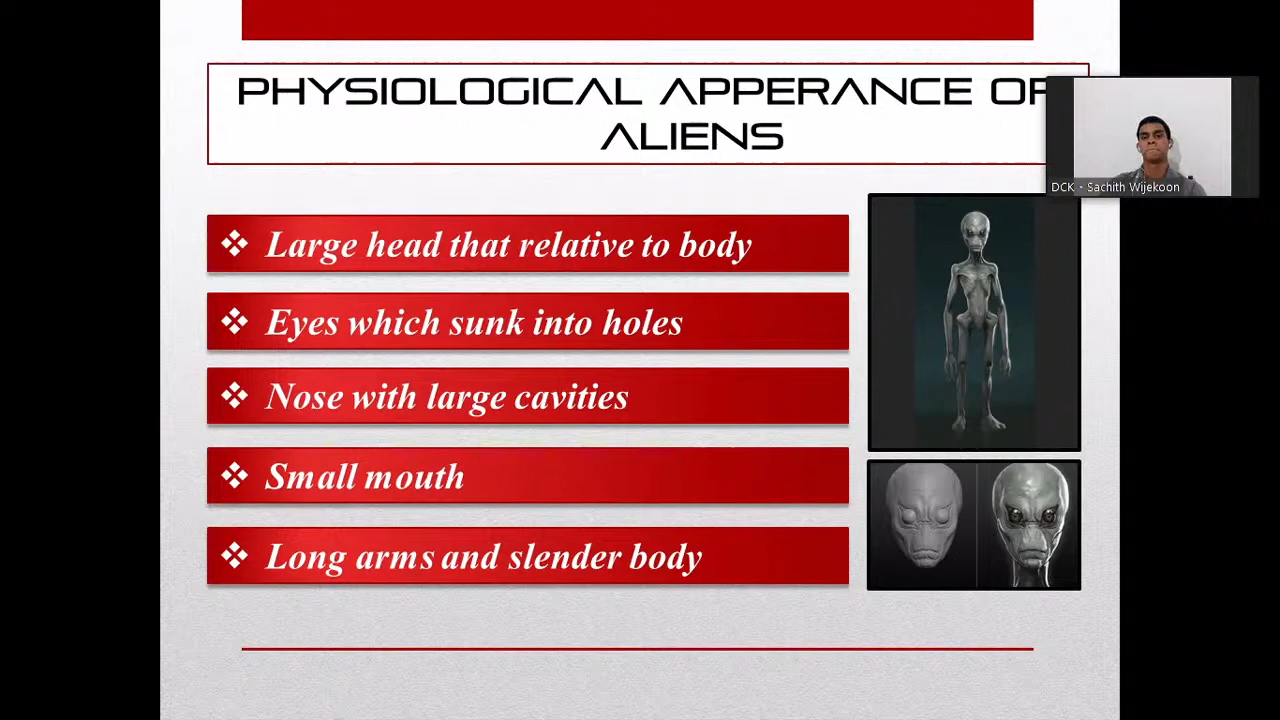 PHYSIOLOGICAL APPERANCE OF
ALIENS
DCK - Sachith Wijekoon
❖ Large head that relative to body
❖ Eyes which sunk into holes
❖ Nose with large cavities
❖ Small mouth
❖ Long arms and slender body